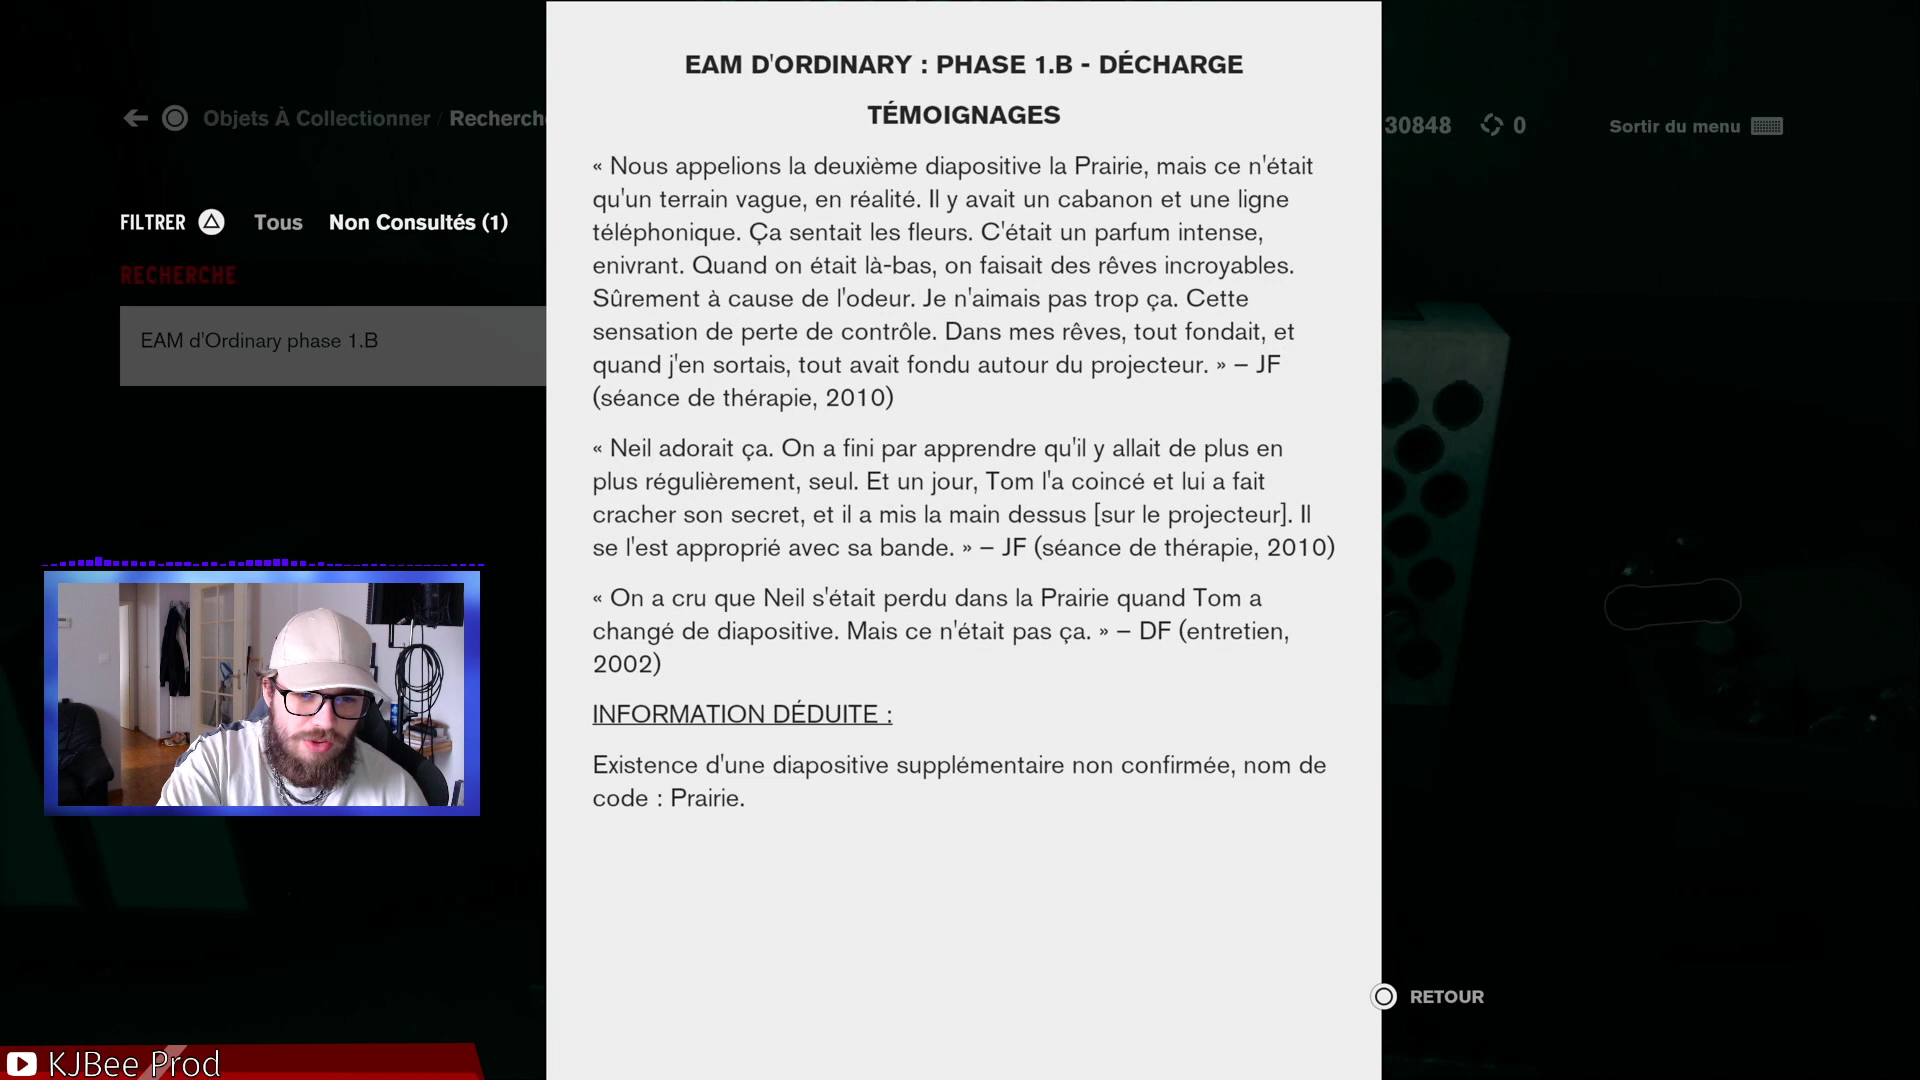 EAM D'ORDINARY : PHASE 1.B - DÉCHARGE
TÉMOIGNAGES
Objets À Collectionner / Recherche
30848
0
Sortir du menu
FILTRER
Tous
Non Consultés (1)
RECHERCHE
EAM d'Ordinary phase 1.B
« Nous appelions la deuxième diapositive la Prairie, mais ce n'était
qu'un terrain vague, en réalité. Il y avait un cabanon et une ligne
téléphonique. Ça sentait les fleurs. C'était un parfum intense,
enivrant. Quand on était là-bas, on faisait des rêves incroyables.
Sûrement à cause de l'odeur. Je n'aimais pas trop ça. Cette
sensation de perte de contrôle. Dans mes rêves, tout fondait, et
quand j'en sortais, tout avait fondu autour du projecteur. » – JF
(séance de thérapie, 2010)
« Neil adorait ça. On a fini par apprendre qu'il y allait de plus en
plus régulièrement, seul. Et un jour, Tom l'a coincé et lui a fait
cracher son secret, et il a mis la main dessus [sur le projecteur]. Il
se l'est approprié avec sa bande. » – JF (séance de thérapie, 2010)
« On a cru que Neil s'était perdu dans la Prairie quand Tom a
changé de diapositive. Mais ce n'était pas ça. » – DF (entretien,
2002)
INFORMATION DÉDUITE :
Existence d'une diapositive supplémentaire non confirmée, nom de
code : Prairie.
RETOUR
KJBee Prod